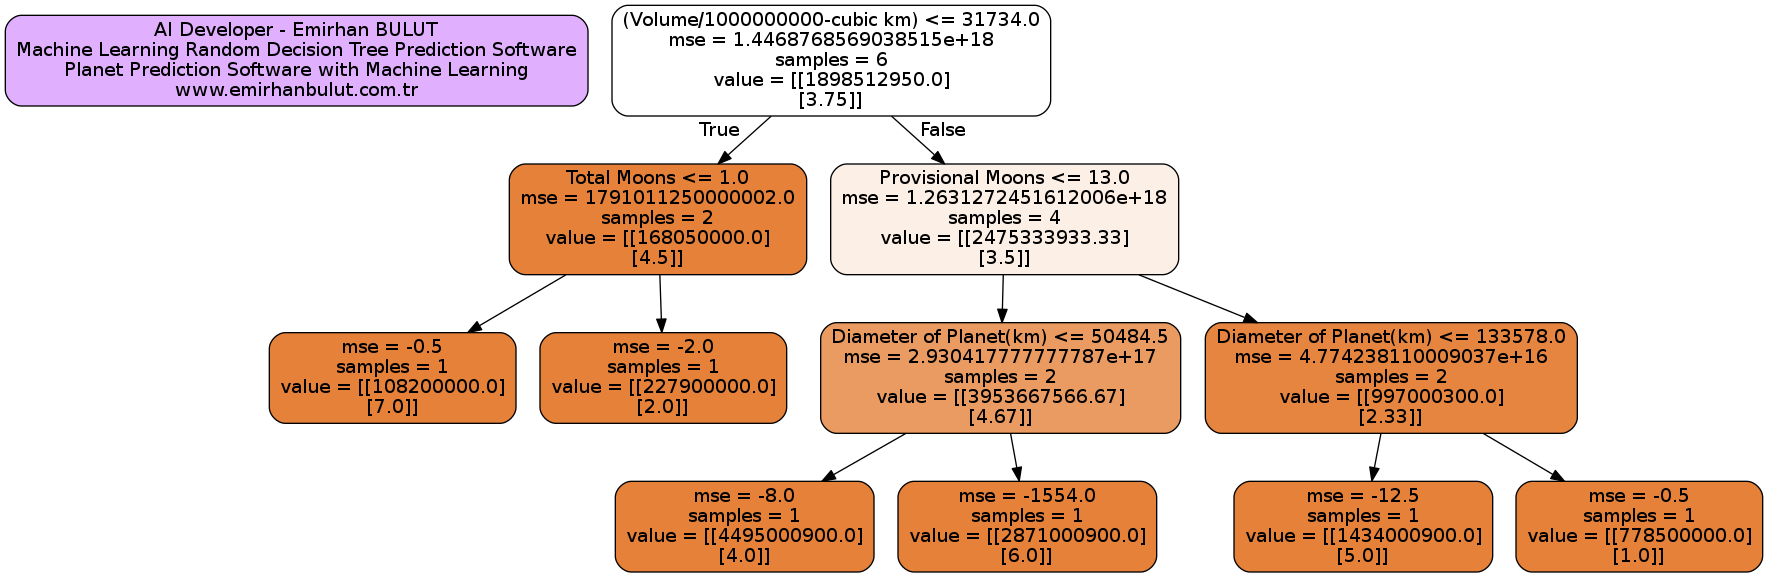 AI Developer - Emirhan BULUT
Machine Learning Random Decision Tree Prediction Software
Planet Prediction Software with Machine Learning
www.emirhanbulut.com.tr
(Volume/1000000000-cubic km) <= 31734.0
mse = 1.4468768569038515e+18
samples = 6
value = [[1898512950.0]
[3.75]]
True
False
Total Moons <= 1.0
mse = 1791011250000002.0
samples = 2
value = [[168050000.0]
[4.5]]
Provisional Moons <= 13.0
mse = 1.2631272451612006e+18
samples = 4
value = [[2475333933.33]
[3.5]]
mse = -0.5
samples = 1
value = [[108200000.0]
[7.0]]
mse = -2.0
samples = 1
value = [[227900000.0]
[2.0]]
Diameter of Planet(km) <= 50484.5
mse = 2.930417777777787e+17
samples = 2
value = [[3953667566.67]
[4.67]]
Diameter of Planet(km) <= 133578.0
mse = 4.774238110009037e+16
samples = 2
value = [[997000300.0]
[2.33]]
mse = -8.0
samples = 1
value = [[4495000900.0]
[4.0]]
mse = -1554.0
samples = 1
value = [[2871000900.0]
[6.0]]
mse = -12.5
samples = 1
value = [[1434000900.0]
[5.0]]
mse = -0.5
samples = 1
value = [[778500000.0]
[1.0]]